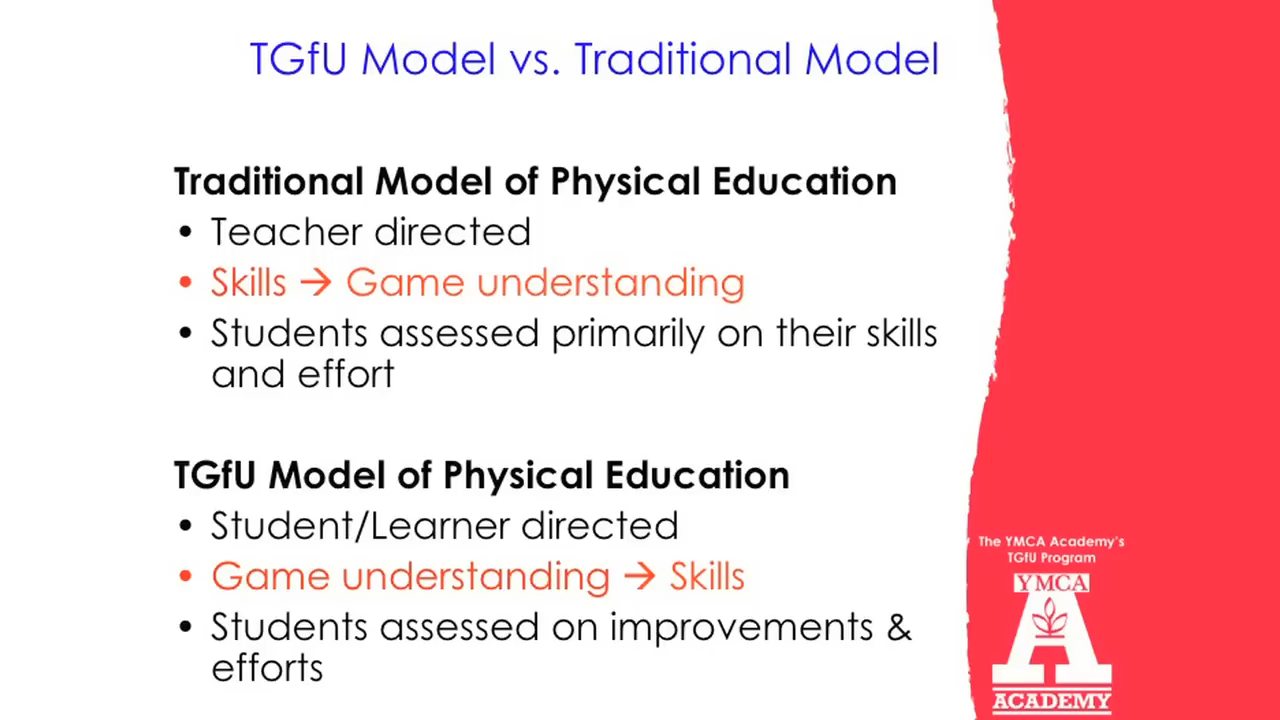 TGfU Model vs. Traditional Model
Traditional Model of Physical Education
• Teacher directed
• Skills → Game understanding
• Students assessed primarily on their skills
and effort
TGfU Model of Physical Education
• Student/Learner directed
• Game understanding → Skills
• Students assessed on improvements &
efforts
The YMCA Academy's
TGfU Program
YMCA
A
ACADEMY